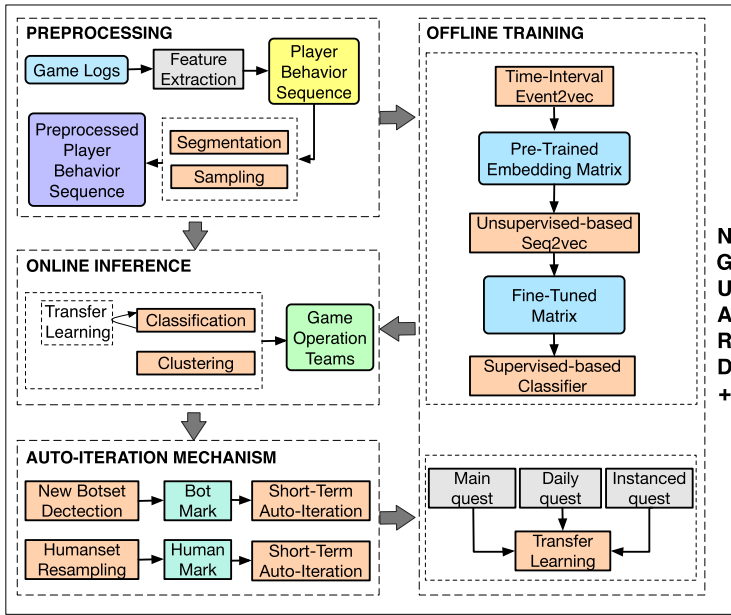 PREPROCESSING
Game Logs
Feature
Extraction
Player
Behavior
Sequence
Preprocessed
Player
Behavior
Sequence
Segmentation
Sampling
ONLINE INFERENCE
Transfer
Learning
Classification
Clustering
Game
Operation
Teams
AUTO-ITERATION MECHANISM
New Botset
Dectection
Bot
Mark
Short-Term
Auto-Iteration
Humanset
Resampling
Human
Mark
Short-Term
Auto-Iteration
OFFLINE TRAINING
Time-Interval
Event2vec
Pre-Trained
Embedding Matrix
Unsupervised-based
Seq2vec
Fine-Tuned
Matrix
Supervised-based
Classifier
Main
quest
Daily
quest
Instanced
quest
Transfer
Learning
N
G
U
A
R
D
+